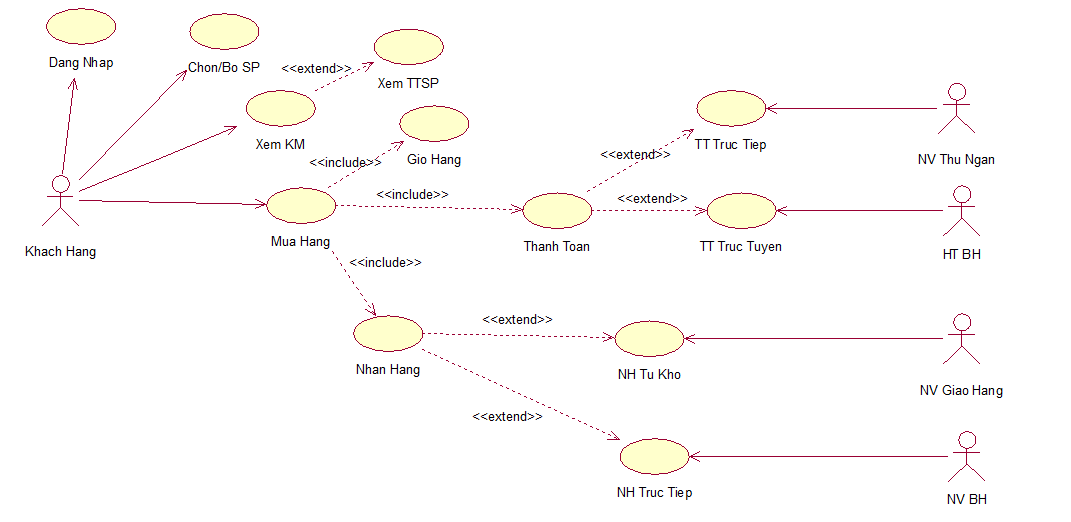 Dang Nhap
Chon/Bo SP
<<extend>>
Xem TTSP
Xem KM
<<include>>
Gio Hang
TT Truc Tiep
NV Thu Ngan
<<extend>>
<<include>>
<<extend>>
Khach Hang
Mua Hang
Thanh Toan
TT Truc Tuyen
HT BH
<<include>>
<<extend>>
Nhan Hang
NH Tu Kho
NV Giao Hang
<<extend>>
NH Truc Tiep
NV BH